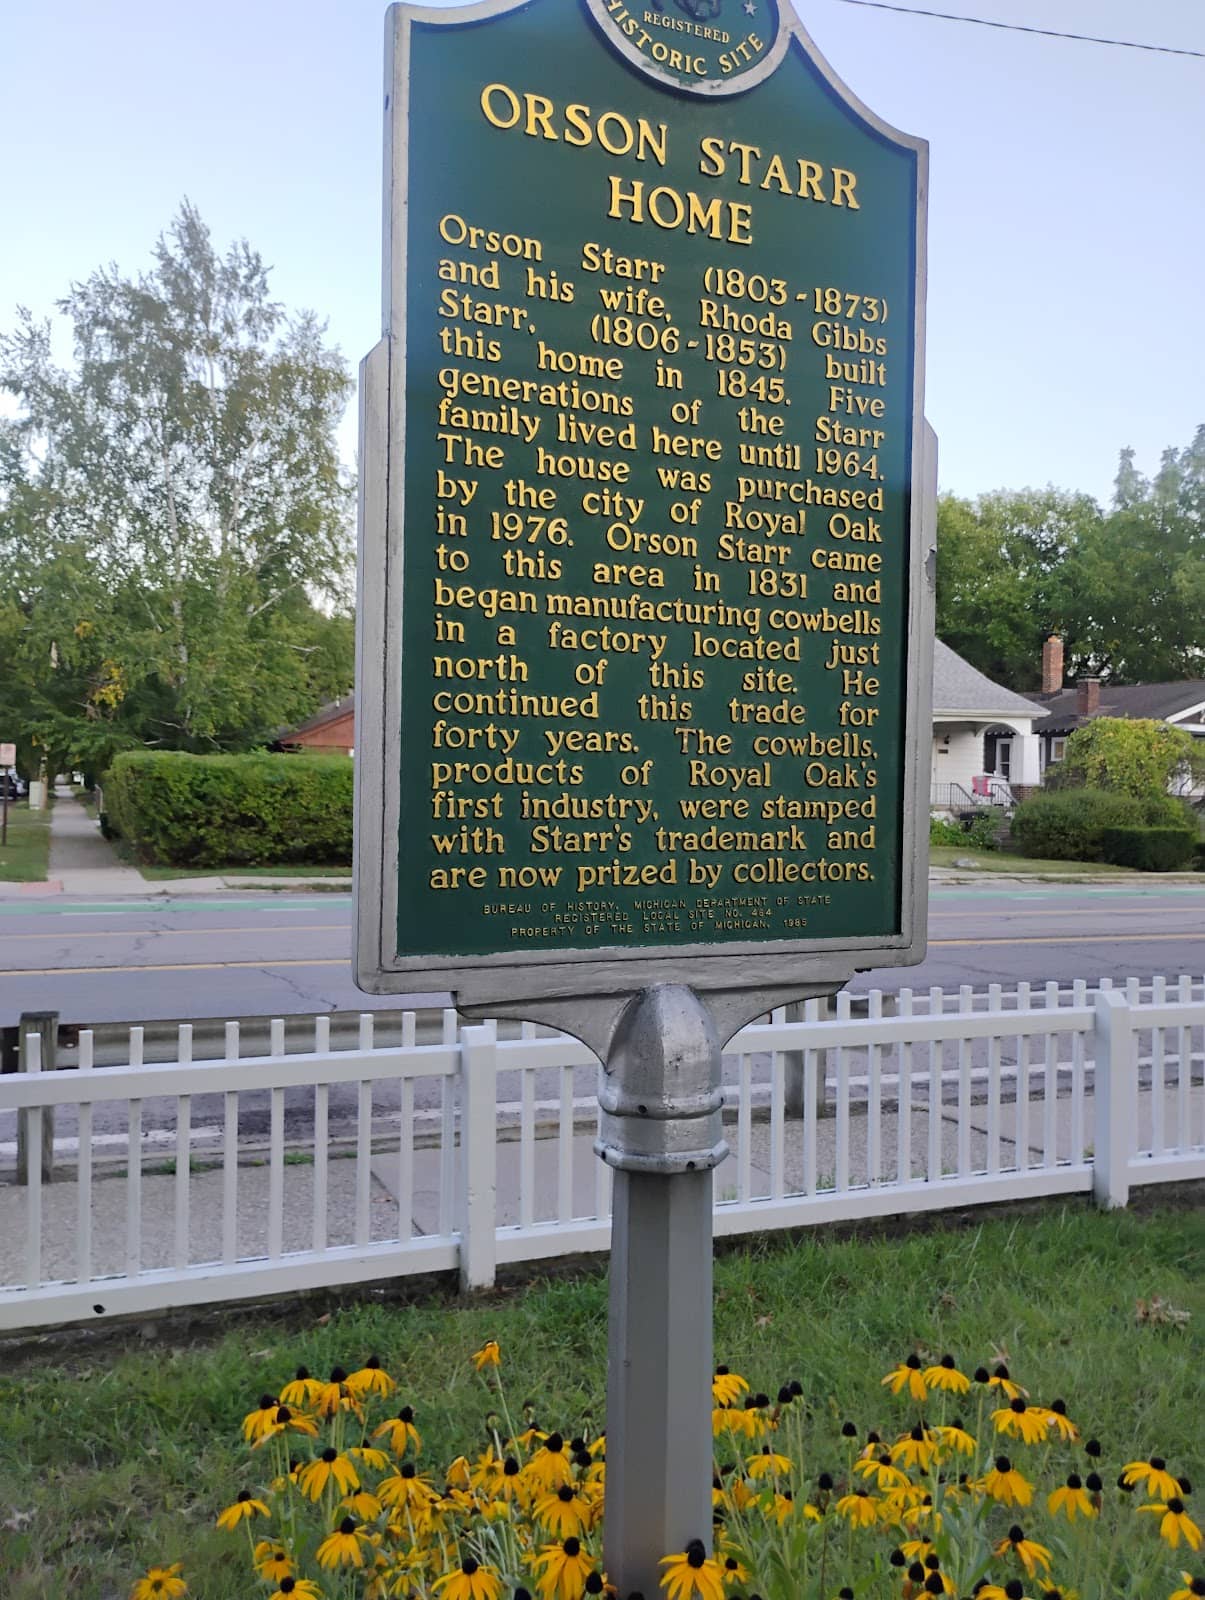 REGISTERED
HISTORIC SITE
ORSON STARR
HOME
Orson Starr (1803-1873)
and his wife, Rhoda Gibbs
Starr, (1806-1853) built
this home in 1845. Five
generations of the Starr
family lived here until 1964.
The house was purchased
by the city of Royal Oak
in 1976. Orson Starr came
to this area in 1831 and
began manufacturing cowbells
in a factory located just
north of this site. He
continued this trade for
forty years. The cowbells,
products of Royal Oak's
first industry, were stamped
with Starr's trademark and
are now prized by collectors.
BUREAU OF HISTORY, MICHIGAN DEPARTMENT OF STATE
REGISTERED LOCAL SITE NO. 484
PROPERTY OF THE STATE OF MICHIGAN, 1985